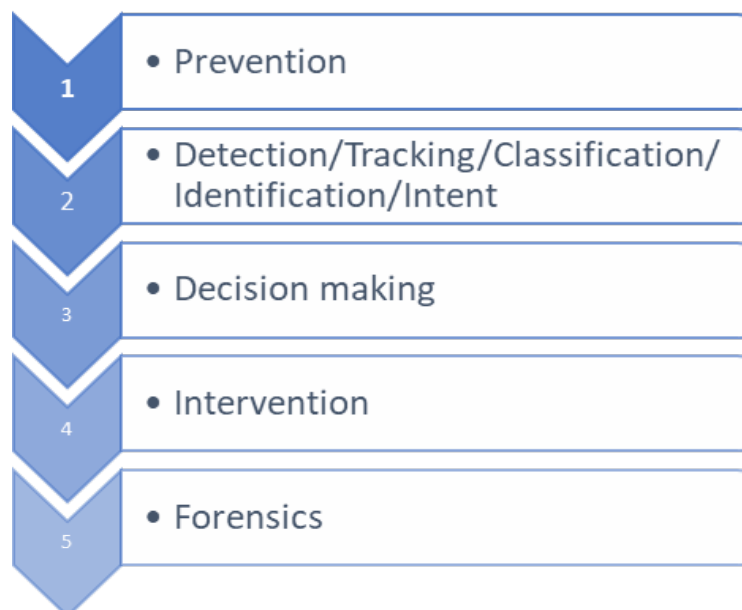 1
• Prevention
2
• Detection/Tracking/Classification/
Identification/Intent
3
• Decision making
4
• Intervention
5
• Forensics